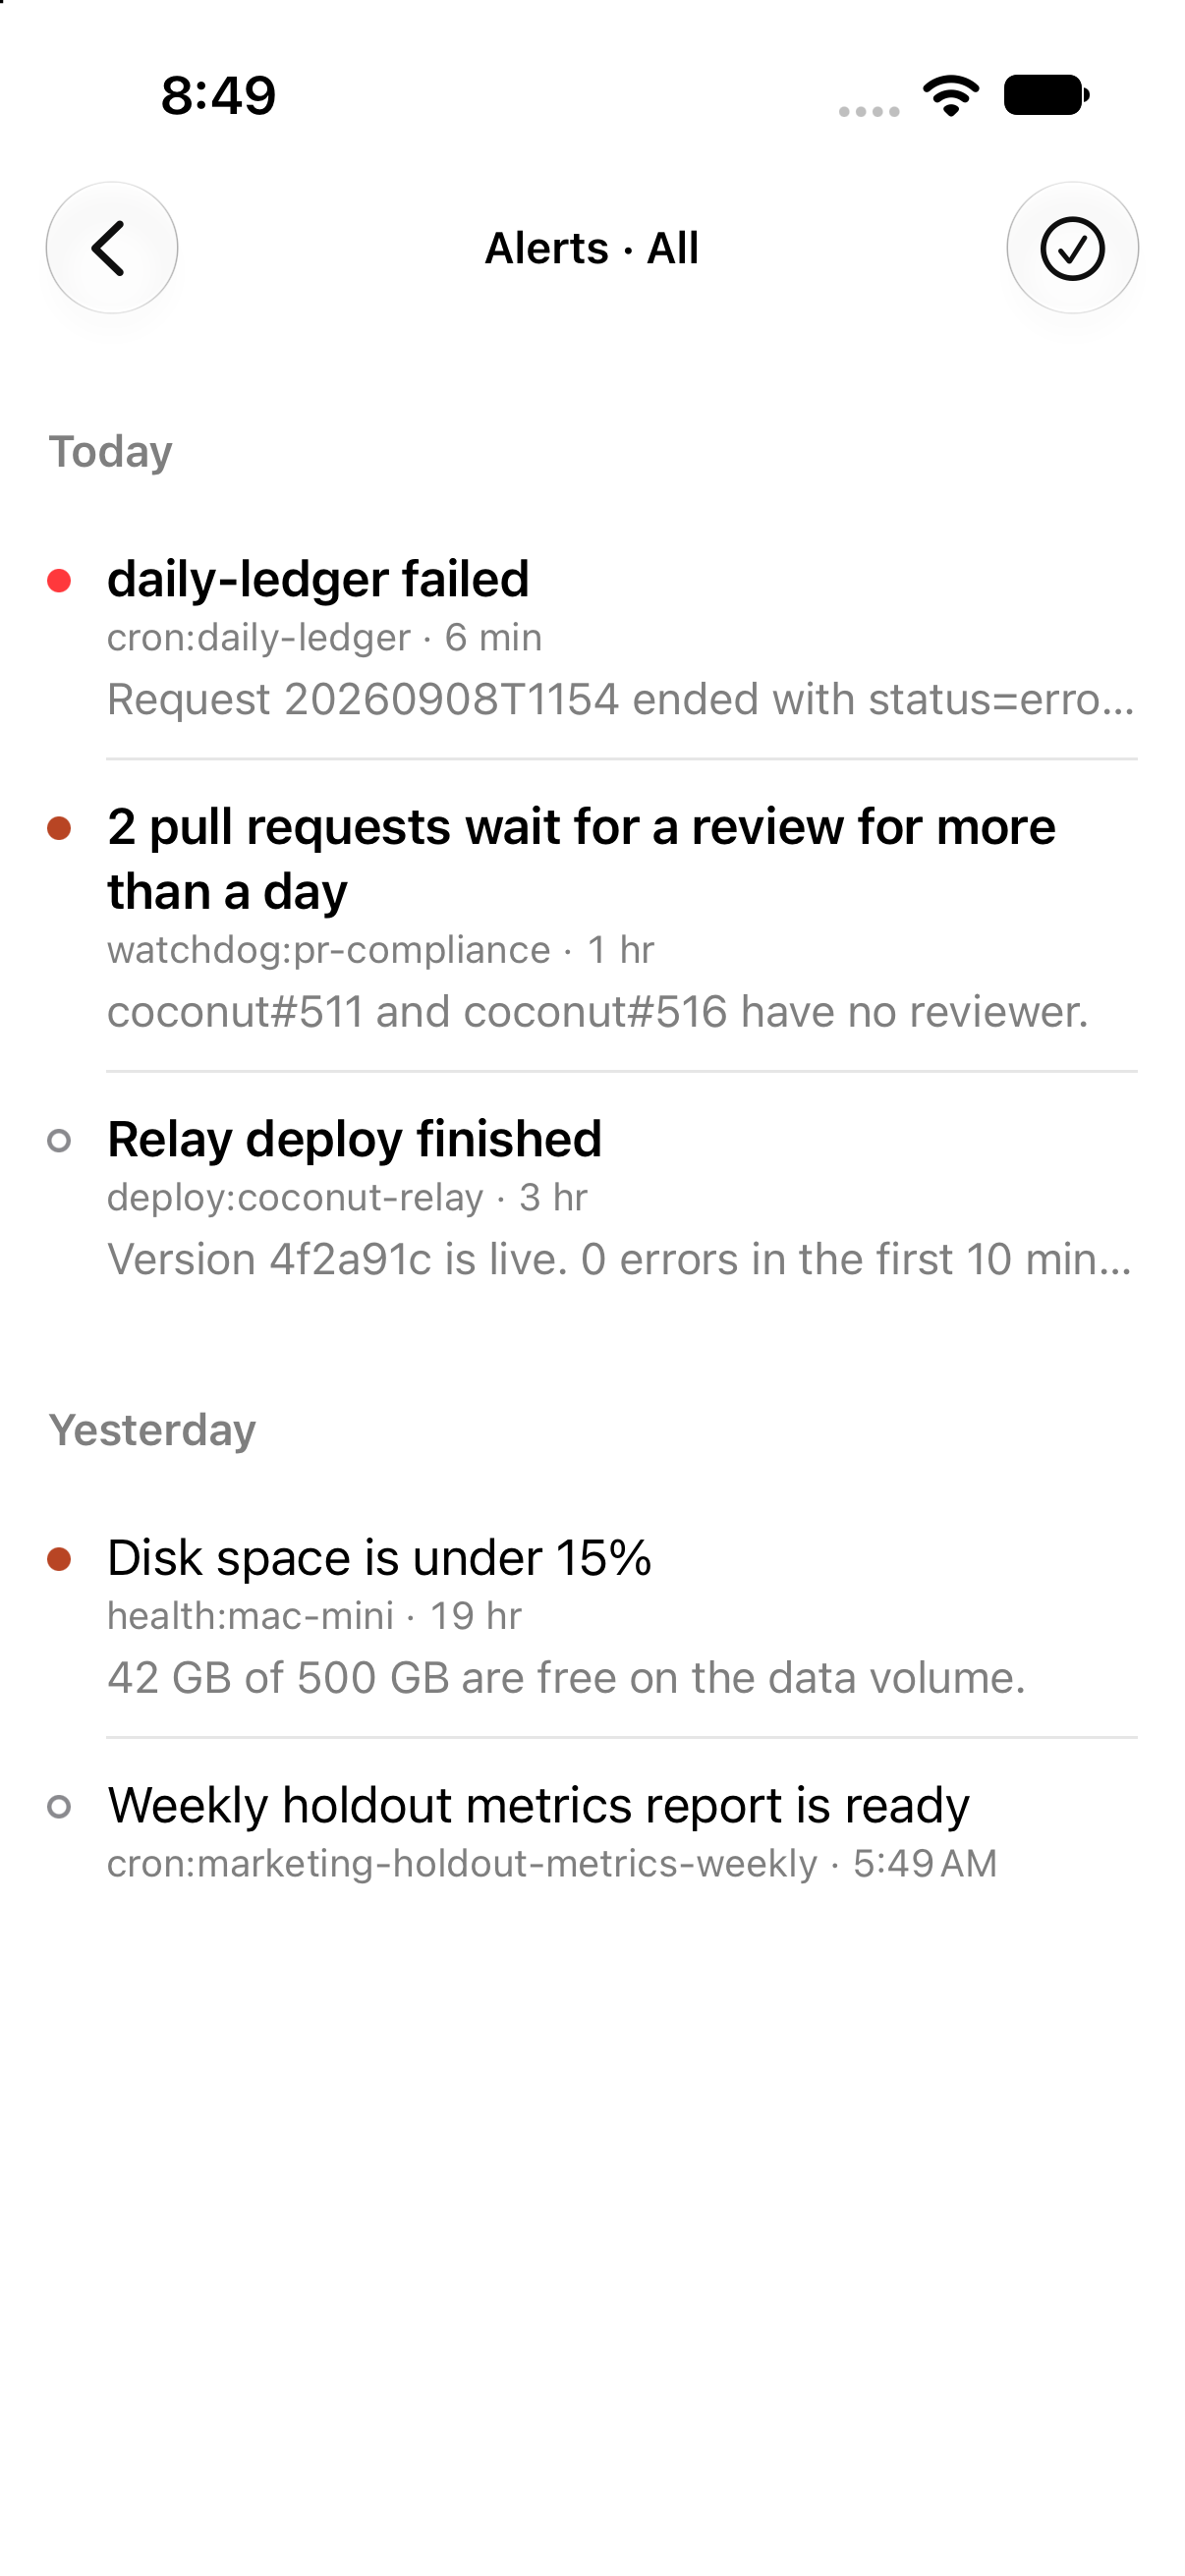 8:49
Alerts · All
Today
daily-ledger failed
cron:daily-ledger · 6 min
Request 20260908T1154 ended with status=erro...
2 pull requests wait for a review for more
than a day
watchdog:pr-compliance · 1 hr
coconut#511 and coconut#516 have no reviewer.
Relay deploy finished
deploy:coconut-relay · 3 hr
Version 4f2a91c is live. 0 errors in the first 10 min...
Yesterday
Disk space is under 15%
health:mac-mini · 19 hr
42 GB of 500 GB are free on the data volume.
Weekly holdout metrics report is ready
cron:marketing-holdout-metrics-weekly · 5:49 AM